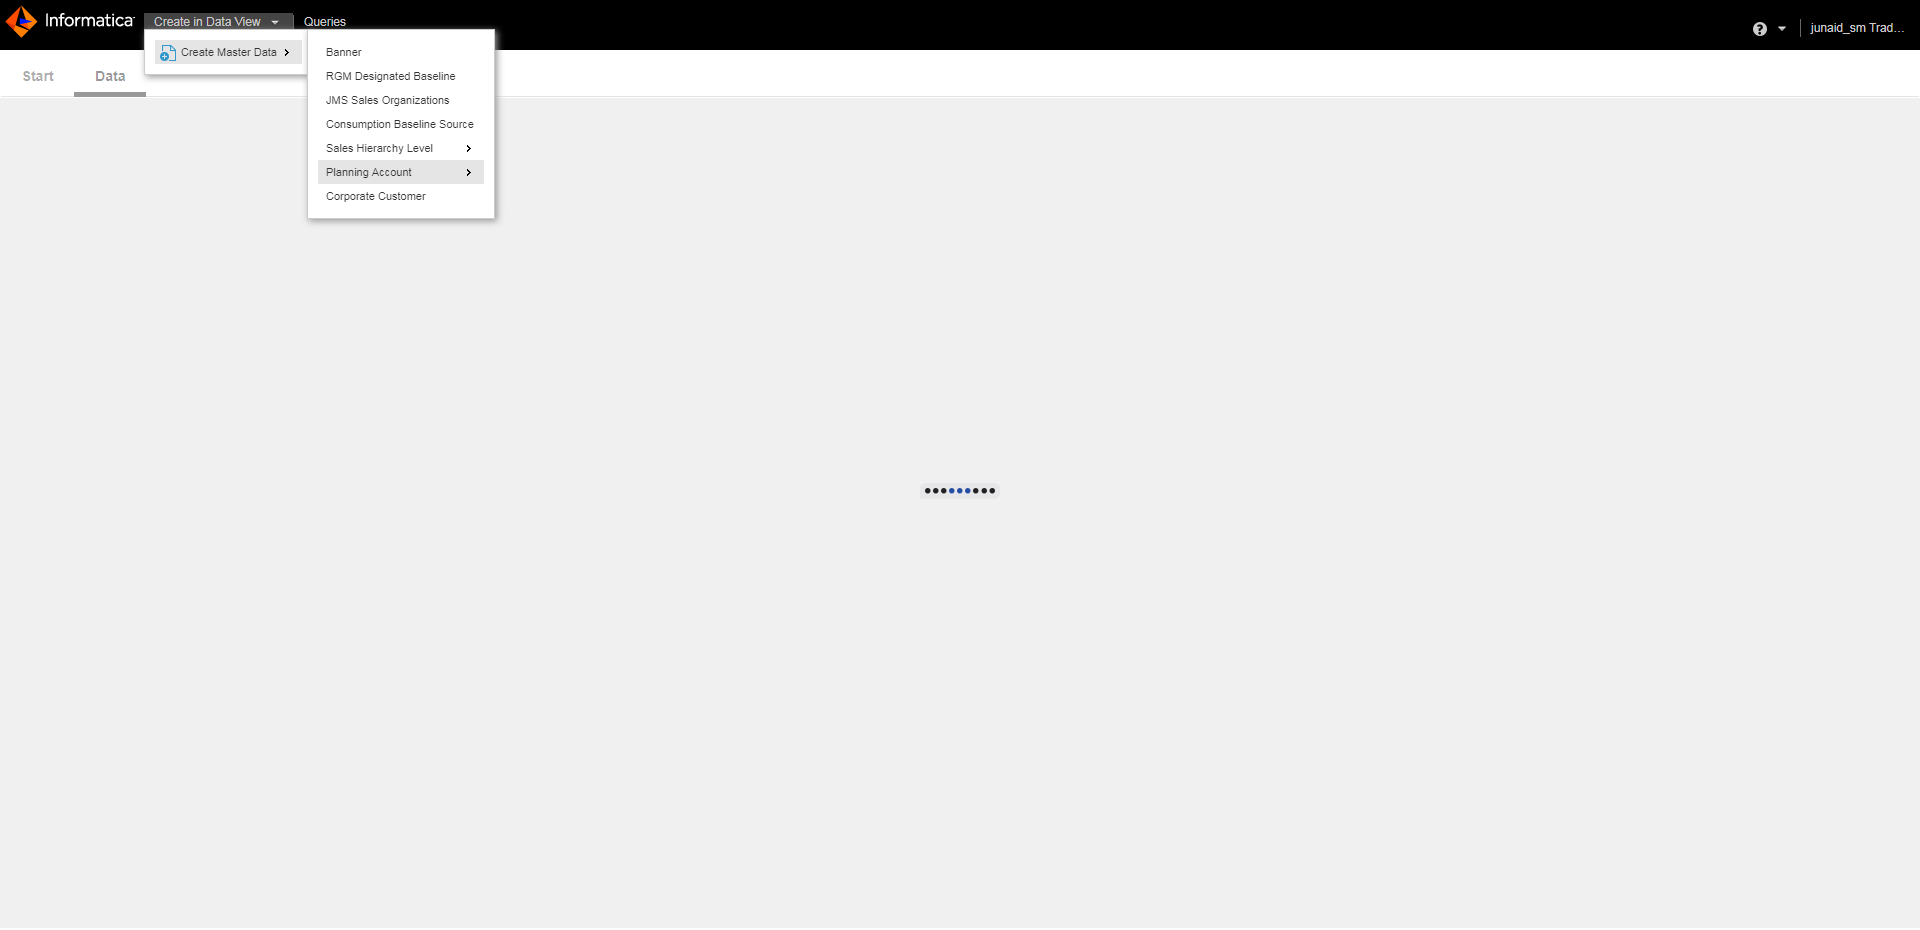 Informatica
Create in Data View
Queries
junaid_sm Trad...
Create Master Data
Start
Data
Banner
RGM Designated Baseline
JMS Sales Organizations
Consumption Baseline Source
Sales Hierarchy Level
Planning Account
Corporate Customer